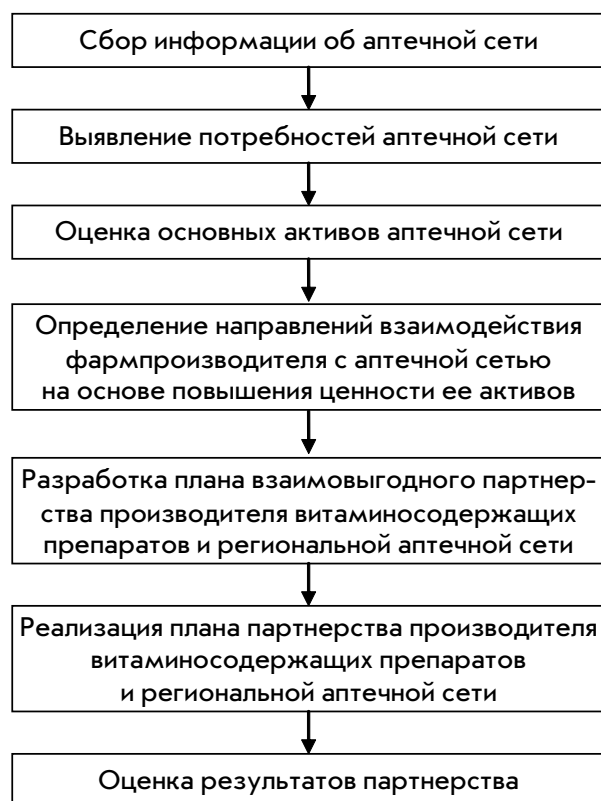 Сбор информации об аптечной сети
Выявление потребностей аптечной сети
Оценка основных активов аптечной сети
Определение направлений взаимодействия
фармпроизводителя с аптечной сетью
на основе повышения ценности ее активов
Разработка плана взаимовыгодного партнер-
ства производителя витаминосодержащих
препаратов и региональной аптечной сети
Реализация плана партнерства производителя
витаминосодержащих препаратов
и региональной аптечной сети
Оценка результатов партнерства